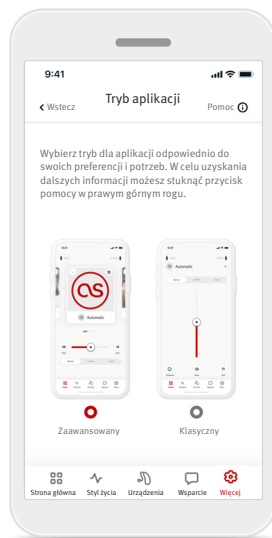 9:41
Wstecz
Tryb aplikacji
Pomoc
Wybierz tryb dla aplikacji odpowiednio do
swoich preferencji i potrzeb. W celu uzyskania
dalszych informacji możesz stuknąć przycisk
pomocy w prawym górnym rogu.
Automatic
Automatic
Zaawansowany
Klasyczny
Strona główna
Styl życia
Urządzenia
Wsparcie
Więcej